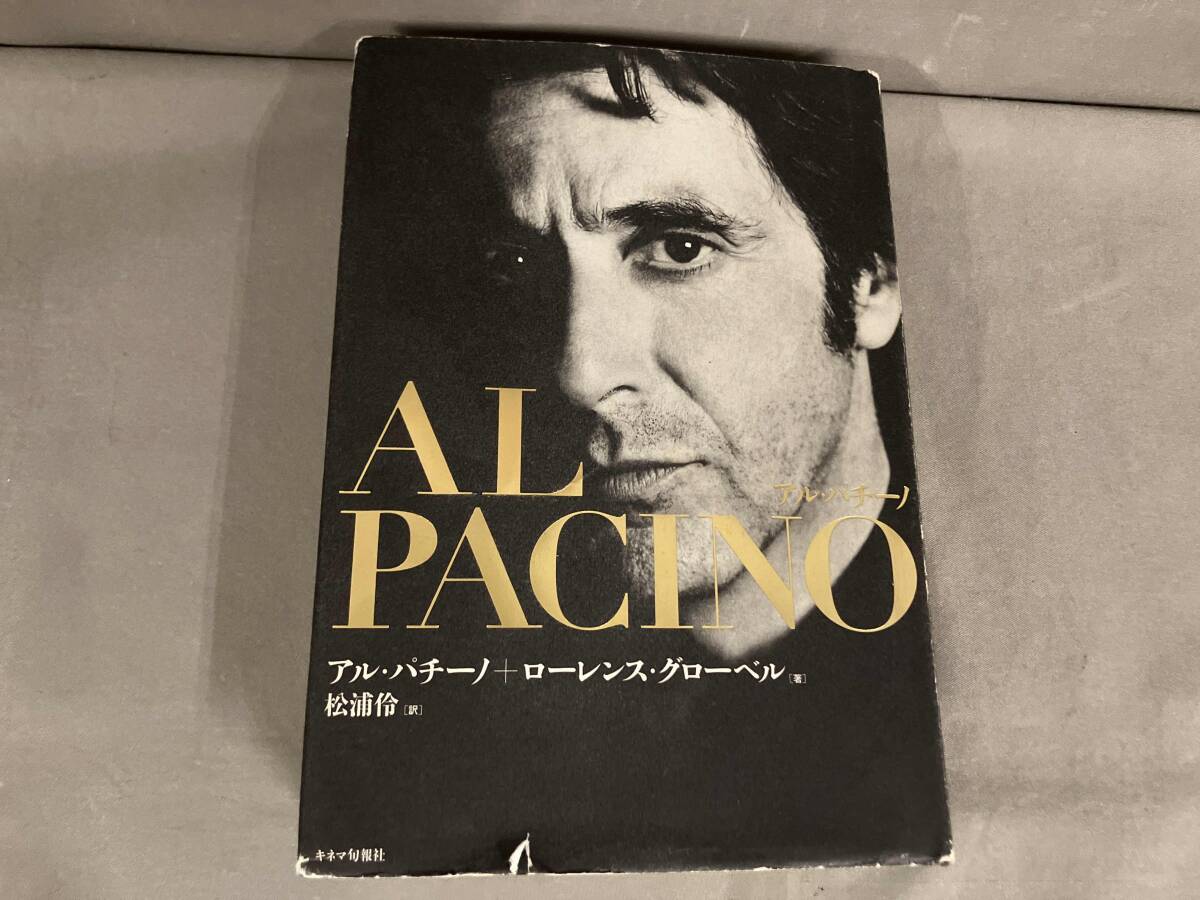 AL
アル・パチーノ
PACINO
アル・パチーノ+ローレンス・グローベル[著]
松浦伶[訳]
キネマ旬報社